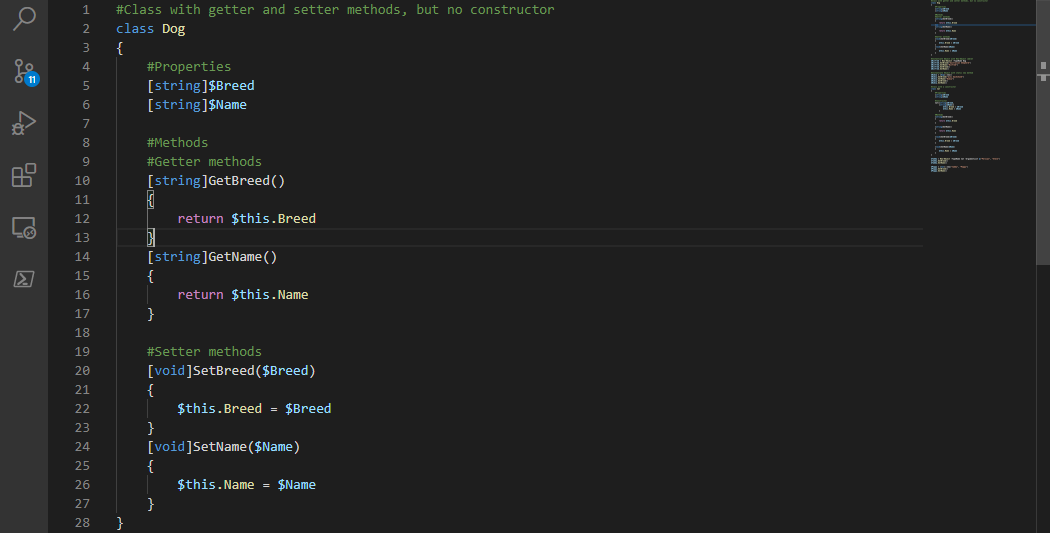 1 #Class with getter and setter methods, but no constructor
2 class Dog
3 {
4     #Properties
5     [string]$Breed
6     [string]$Name
7
8     #Methods
9     #Getter methods
10     [string]GetBreed()
11     {
12         return $this.Breed
13     }
14     [string]GetName()
15     {
16         return $this.Name
17     }
18
19     #Setter methods
20     [void]SetBreed($Breed)
21     {
22         $this.Breed = $Breed
23     }
24     [void]SetName($Name)
25     {
26         $this.Name = $Name
27     }
28 }
11